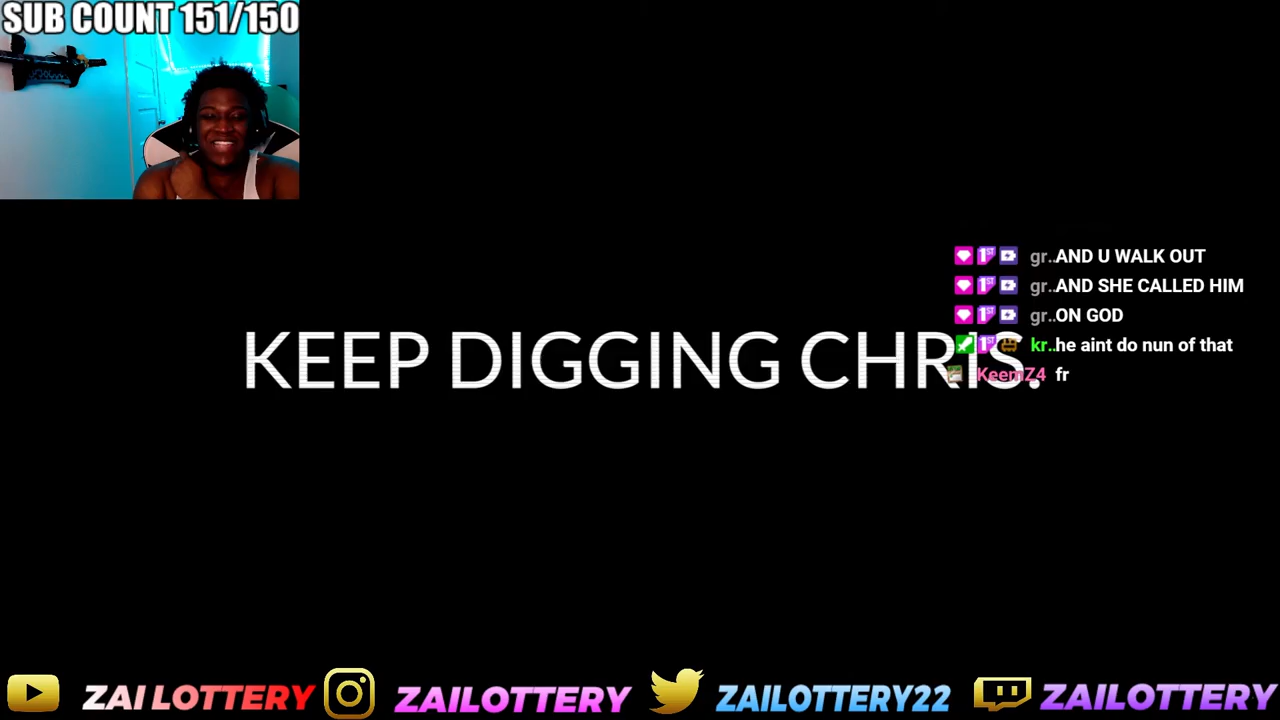 SUB COUNT 151/150
gr..AND U WALK OUT
gr..AND SHE CALLED HIM
gr..ON GOD
KEEP DIGGING CHRIS.
kr..he aint do nun of that
KeemZ4 fr
ZAI LOTTERY
ZAILOTTERY
ZAILOTTERY22
ZAILOTTERY